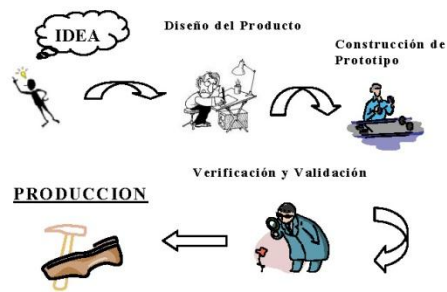 IDEA
Diseño del Producto
Construcción de
Prototipo
Verificación y Validación
PRODUCCION